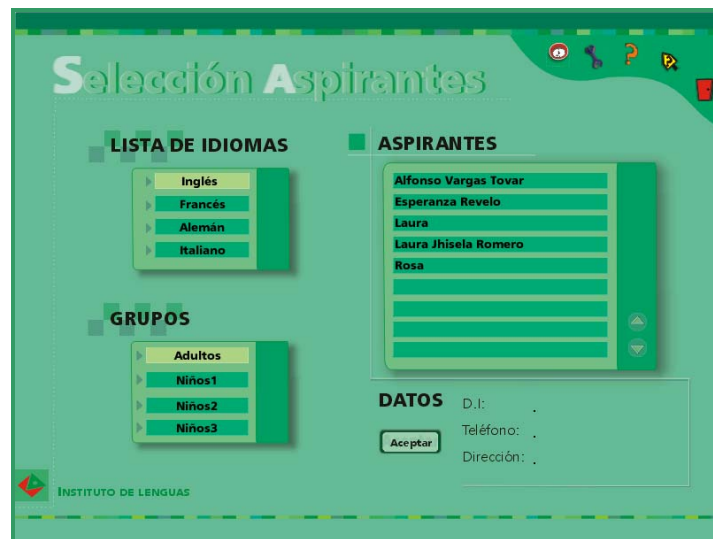 Selección Aspirantes
LISTA DE IDIOMAS
Inglés
Francés
Alemán
Italiano
GRUPOS
Adultos
Niños1
Niños2
Niños3
ASPIRANTES
Alfonso Vargas Tovar
Esperanza Revelo
Laura
Laura Jhisela Romero
Rosa
DATOS
Aceptar
D.I: .
Teléfono: .
Dirección: .
INSTITUTO DE LENGUAS